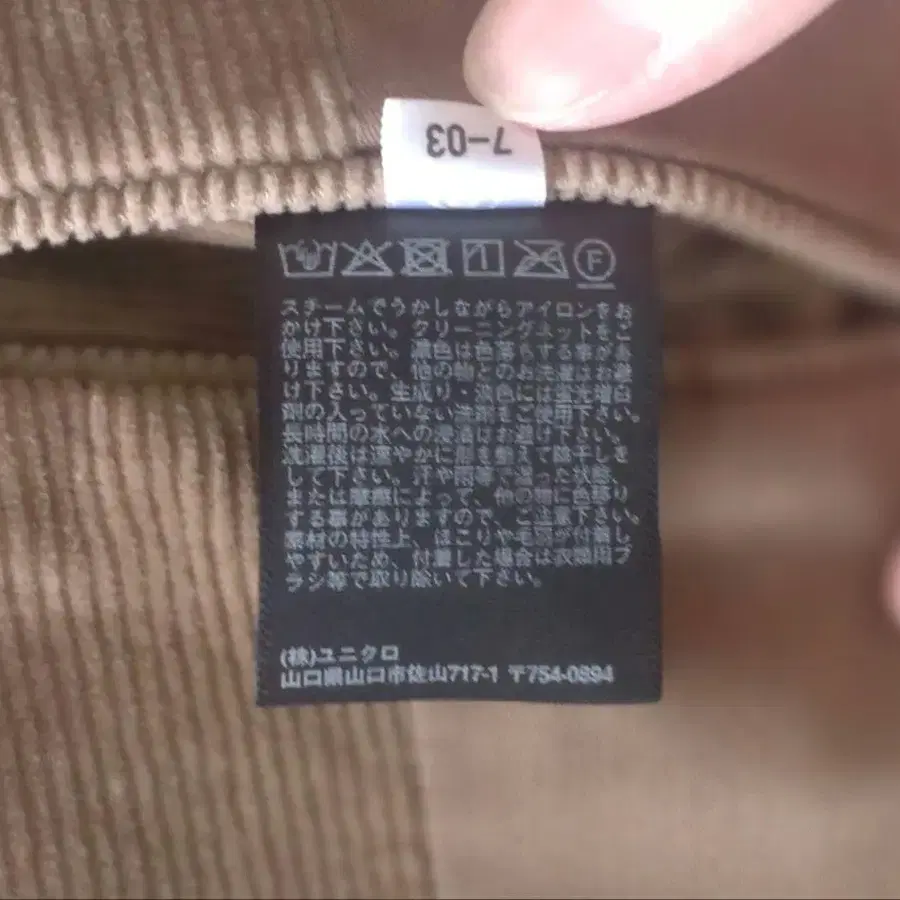 7-03
スチームでうかしながらアイロンをお
かけ下さい。クリーニングネットをご
使用下さい。濃色は色落ちする事があ
りますので、他の物とのお洗濯はお避
け下さい。生成り・淡色には蛍光増白
剤の入っていない洗剤をご使用下さい。
長時間の水への浸漬はお避け下さい。
洗濯後は速やかに形を整えて陰干しを
して下さい。汗や雨等で湿った状態、
または摩擦によって、他の物に色移り
する事がありますので、ご注意下さい。
素材の特性上、ほこりや毛羽が付着し
やすいため、付着した場合は衣類用ブ
ラシ等で取り除いて下さい。
(株)ユニクロ
山口県山口市佐山717-1 〒754-0894